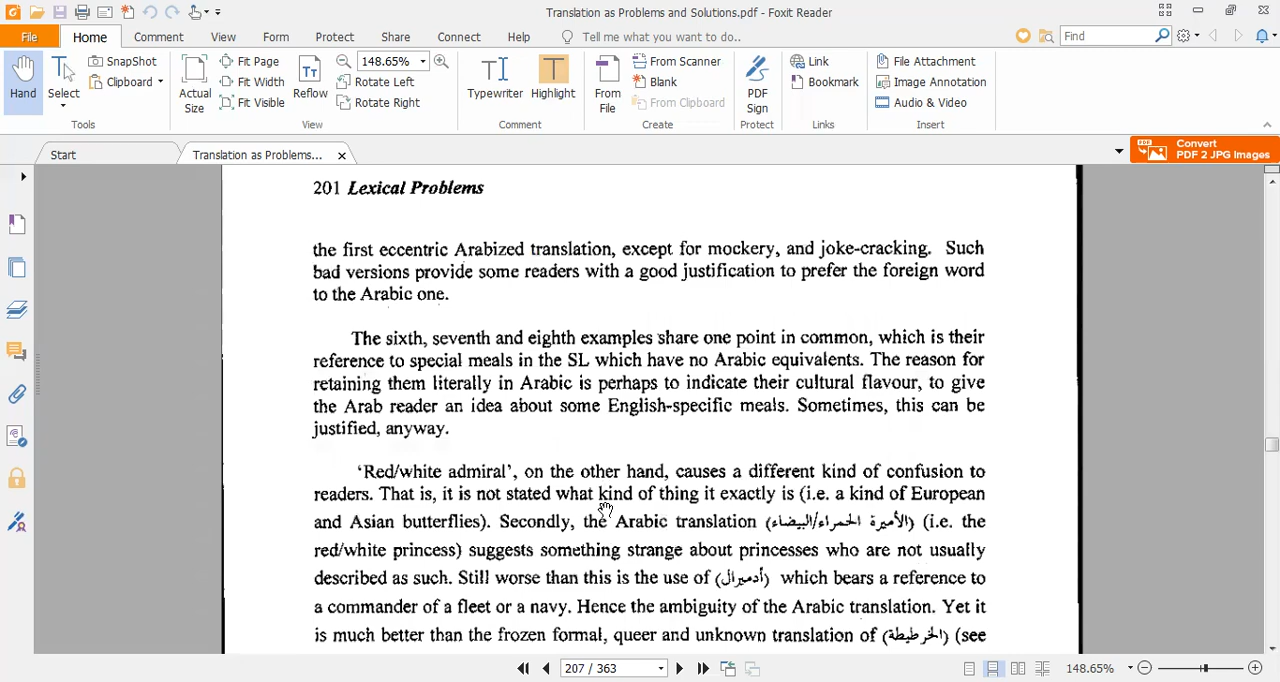 Translation as Problems and Solutions.pdf - Foxit Reader
File Home Comment View Form Protect Share Connect Help Tell me what you want to do.. Find
SnapShot Fit Page 148.65% Rotate Left From Scanner Link File Attachment
Clipboard Fit Width Rotate Right Blank Bookmark Image Annotation
Hand Select Actual Size Fit Visible Reflow Typewriter Highlight From File From Clipboard PDF Sign Audio & Video
Tools View Comment Create Protect Links Insert
Start Translation as Problems... Convert PDF 2 JPG Images
201 Lexical Problems
the first eccentric Arabized translation, except for mockery, and joke-cracking. Such
bad versions provide some readers with a good justification to prefer the foreign word
to the Arabic one.
The sixth, seventh and eighth examples share one point in common, which is their
reference to special meals in the SL which have no Arabic equivalents. The reason for
retaining them literally in Arabic is perhaps to indicate their cultural flavour, to give
the Arab reader an idea about some English-specific meals. Sometimes, this can be
justified, anyway.
‘Red/white admiral’, on the other hand, causes a different kind of confusion to
readers. That is, it is not stated what kind of thing it exactly is (i.e. a kind of European
and Asian butterflies). Secondly, the Arabic translation (الأميرة الحمراء/البيضاء) (i.e. the
red/white princess) suggests something strange about princesses who are not usually
described as such. Still worse than this is the use of (أدميرال) which bears a reference to
a commander of a fleet or a navy. Hence the ambiguity of the Arabic translation. Yet it
is much better than the frozen formal, queer and unknown translation of (الخرطيطة) (see
207 / 363 148.65%